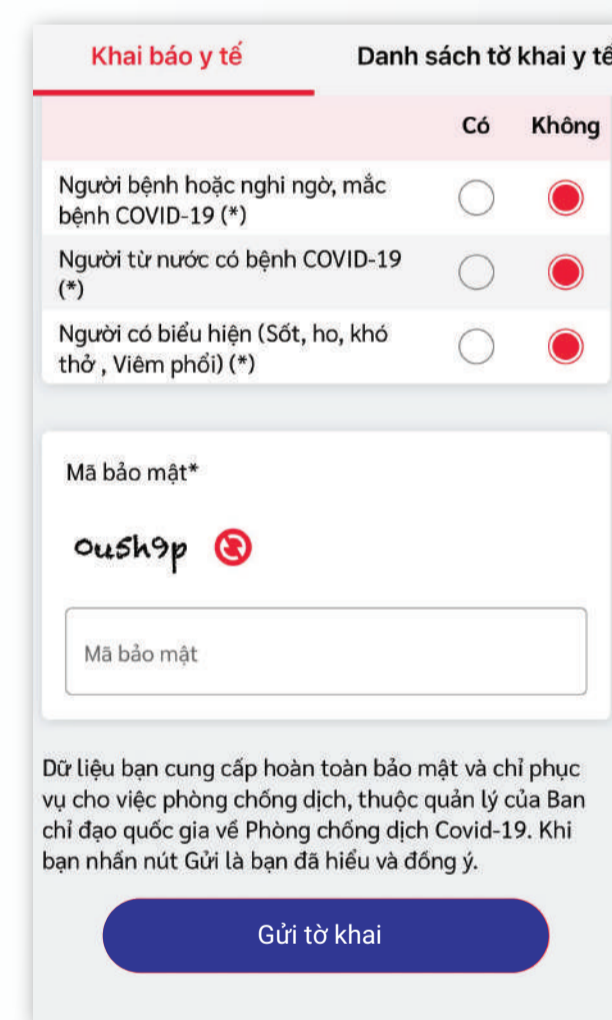 Khai báo y tế
Danh sách tờ khai y tế
Có
Không
Người bệnh hoặc nghi ngờ, mắc
bệnh COVID-19 (*)
Người từ nước có bệnh COVID-19
(*)
Người có biểu hiện (Sốt, ho, khó
thở , Viêm phổi) (*)
Mã bảo mật*
ou5h9p
Mã bảo mật
Dữ liệu bạn cung cấp hoàn toàn bảo mật và chỉ phục
vụ cho việc phòng chống dịch, thuộc quản lý của Ban
chỉ đạo quốc gia về Phòng chống dịch Covid-19. Khi
bạn nhấn nút Gửi là bạn đã hiểu và đồng ý.
Gửi tờ khai